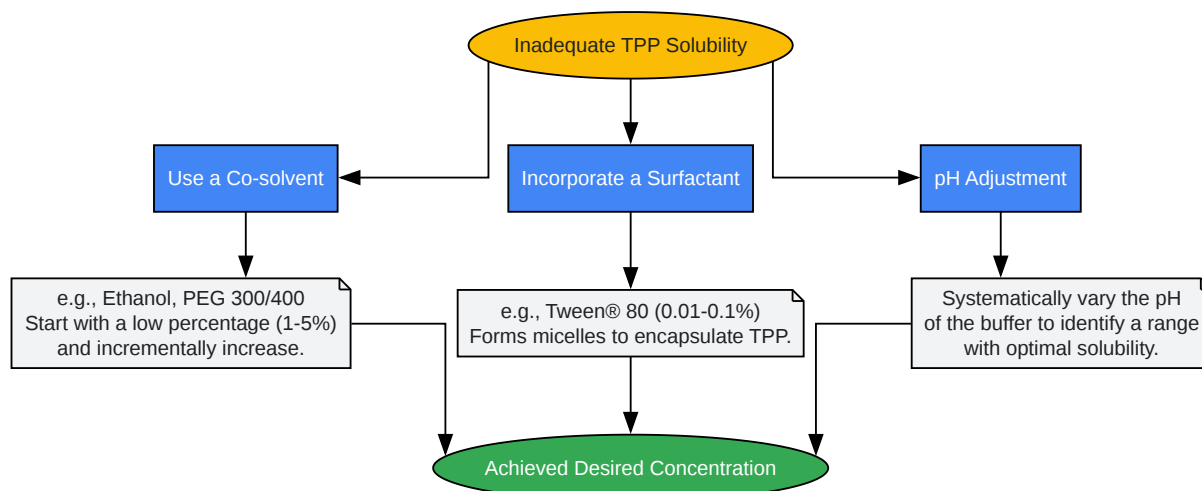 Inadequate TPP Solubility
Use a Co-solvent
Incorporate a Surfactant
pH Adjustment
e.g., Ethanol, PEG 300/400
Start with a low percentage (1-5%)
and incrementally increase.
e.g., Tween® 80 (0.01-0.1%)
Forms micelles to encapsulate TPP.
Systematically vary the pH
of the buffer to identify a range
with optimal solubility.
Achieved Desired Concentration